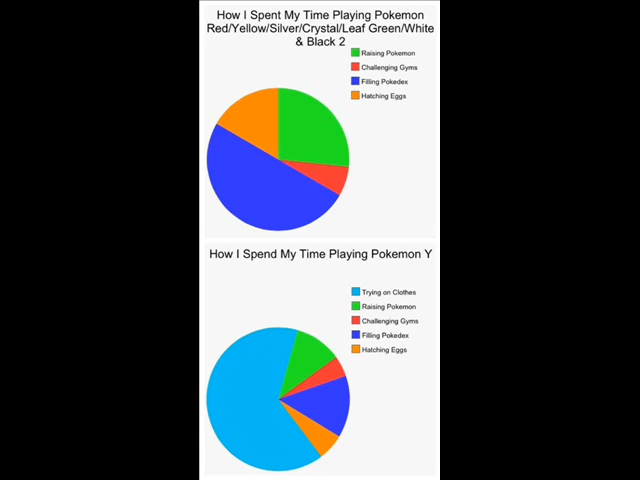 How I Spent My Time Playing Pokemon
Red/Yellow/Silver/Crystal/Leaf Green/White
& Black 2
Raising Pokemon
Challenging Gyms
Filling Pokedex
Hatching Eggs
How I Spend My Time Playing Pokemon Y
Trying on Clothes
Raising Pokemon
Challenging Gyms
Filling Pokedex
Hatching Eggs